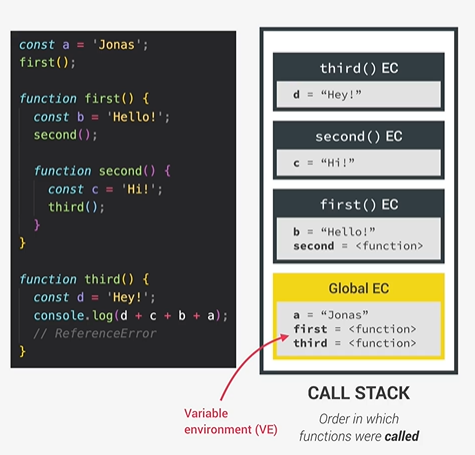 const a = 'Jonas';
first();
function first() {
const b = 'Hello!';
second();
function second() {
const c = 'Hi!';
third();
}
}
function third() {
const d = 'Hey!';
console.log(d + c + b + a);
// ReferenceError
}
third() EC
d = “Hey!”
second() EC
c = “Hi!”
first() EC
b = “Hello!”
second = <function>
Global EC
a = “Jonas”
first = <function>
third = <function>
Variable
environment (VE)
CALL STACK
Order in which
functions were called